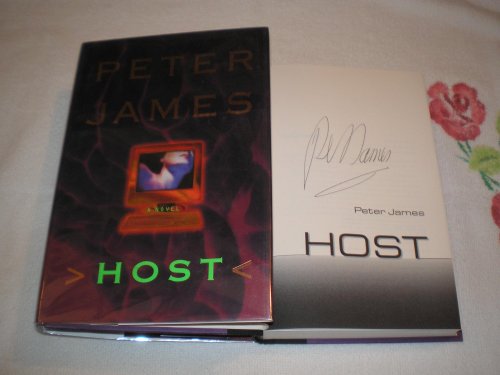 PETER
JAMES
A NOVEL
> HOST <
Peter James
HOST